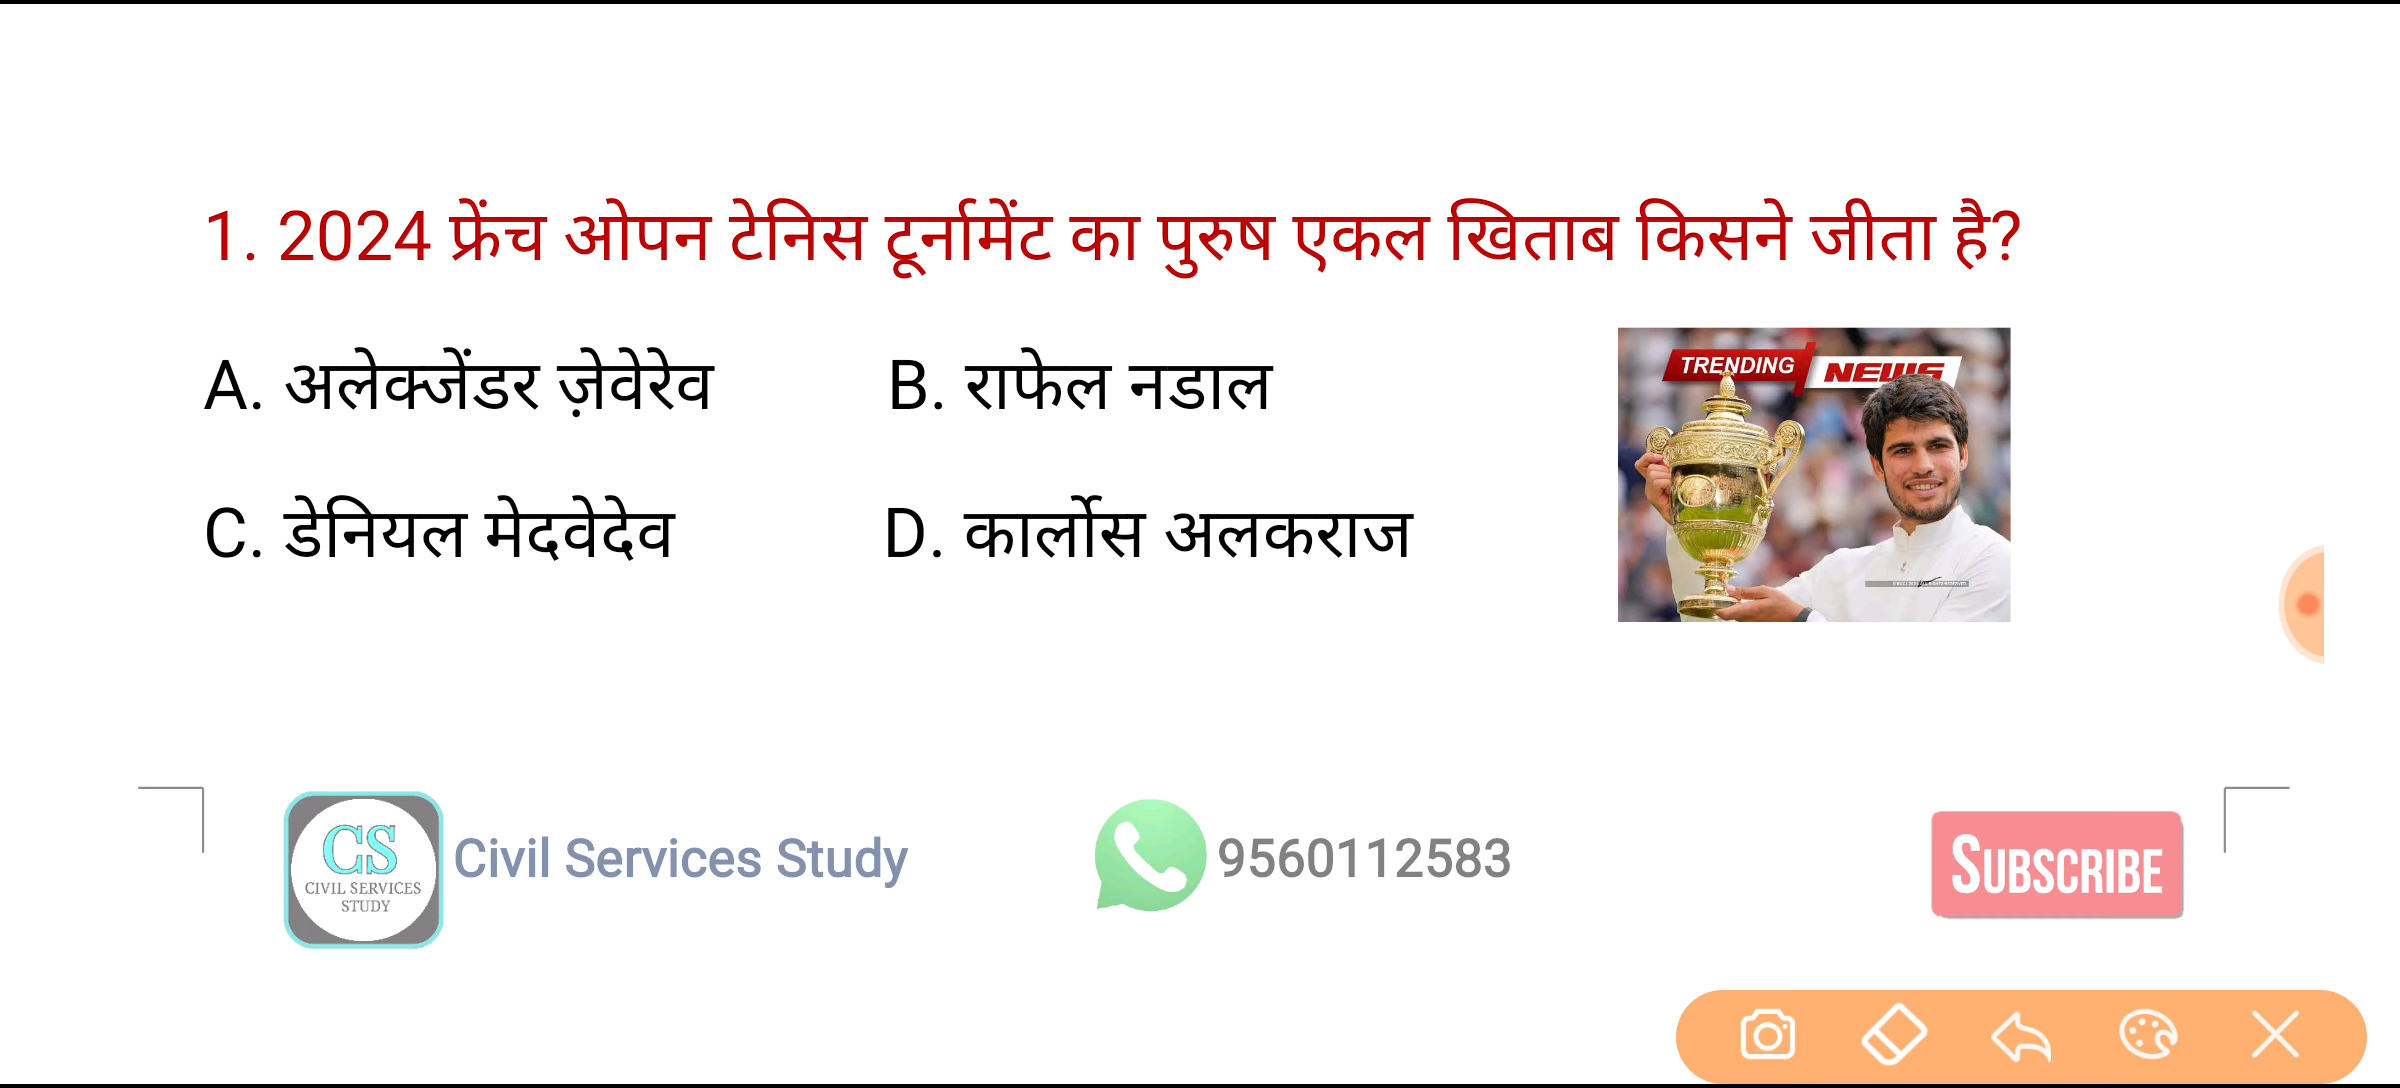 1. 2024 फ्रेंच ओपन टेनिस टूर्नामेंट का पुरुष एकल खिताब किसने जीता है?
A. अलेक्जेंडर ज़ेवेरेव
B. राफेल नडाल
TRENDING NEWS
C. डेनियल मेदवेदेव
D. कार्लोस अलकराज
CS
CIVIL SERVICES
STUDY
Civil Services Study
9560112583
SUBSCRIBE